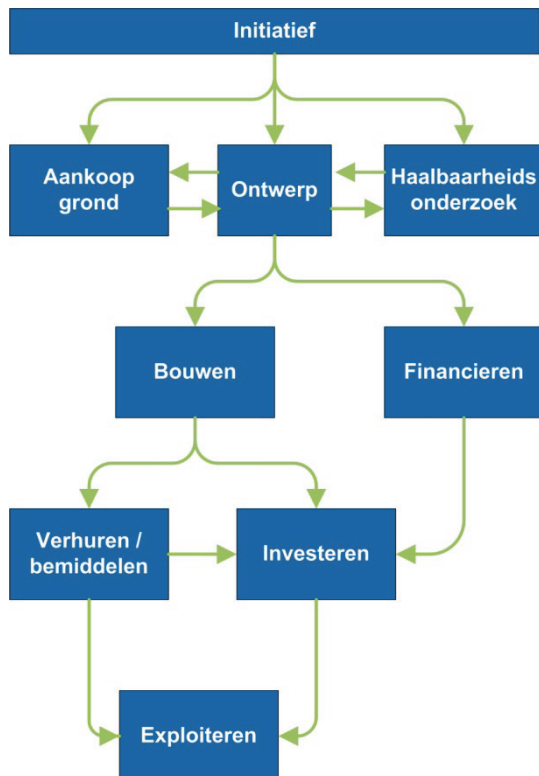 Initiatief
Aankoop
grond
Ontwerp
Haalbaarheids
onderzoek
Bouwen
Financieren
Verhuren /
bemiddelen
Investeren
Exploiteren